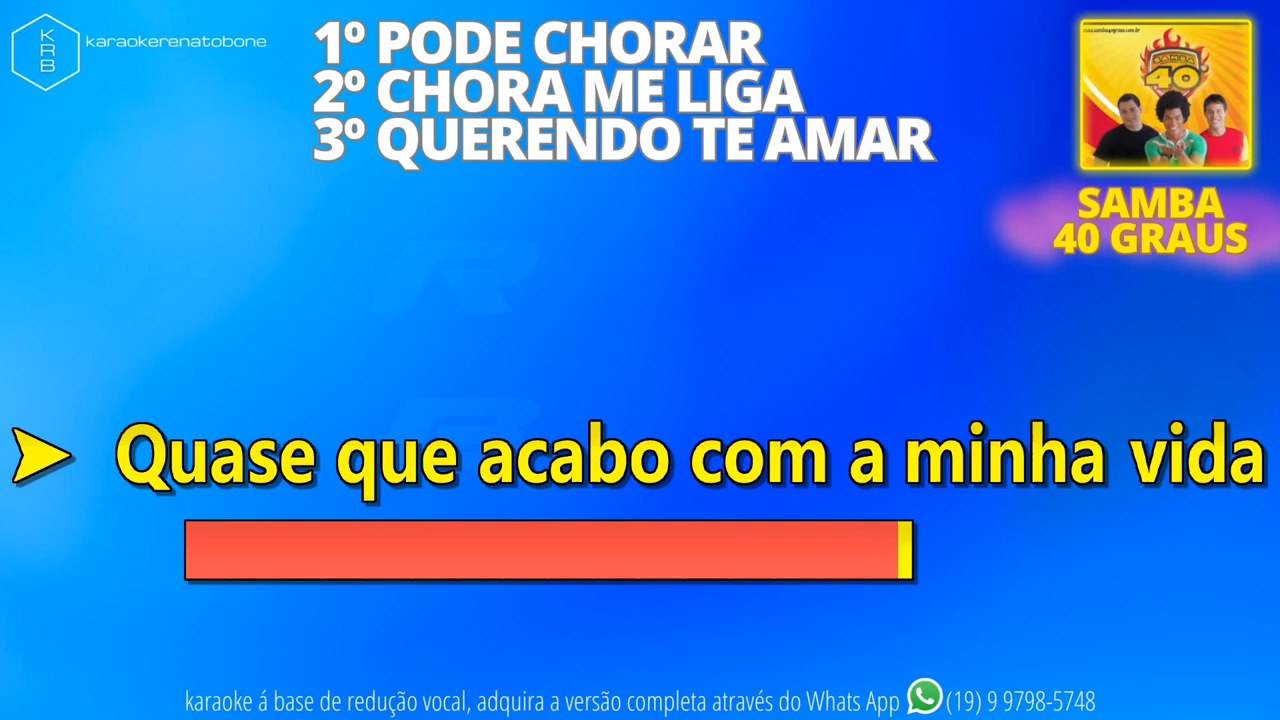 KRB
karaokerenatobone
1º PODE CHORAR
2º CHORA ME LIGA
3º QUERENDO TE AMAR
SAMBA
40
SAMBA
40 GRAUS
➤ Quase que acabo com a minha vida
karaoke á base de redução vocal, adquira a versão completa através do Whats App (19) 9 9798-5748